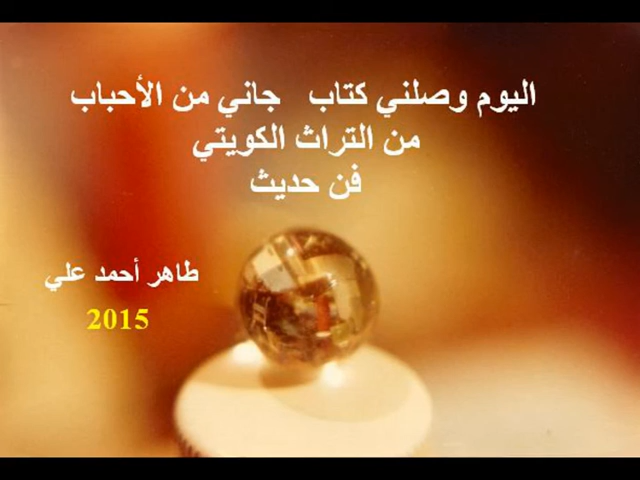 اليوم وصلني كتاب جاني من الأحباب
من التراث الكويتي
فن حديث
طاهر أحمد علي
2015